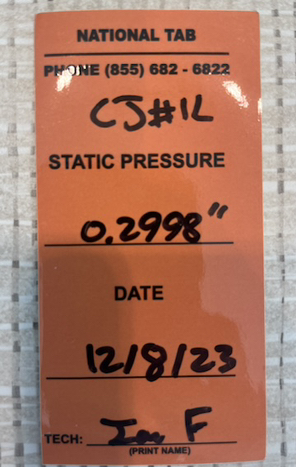 NATIONAL TAB
PHONE (855) 682 - 6822
CJ#1L
STATIC PRESSURE
0.2998"
DATE
12/8/23
TECH: Ian F
(PRINT NAME)